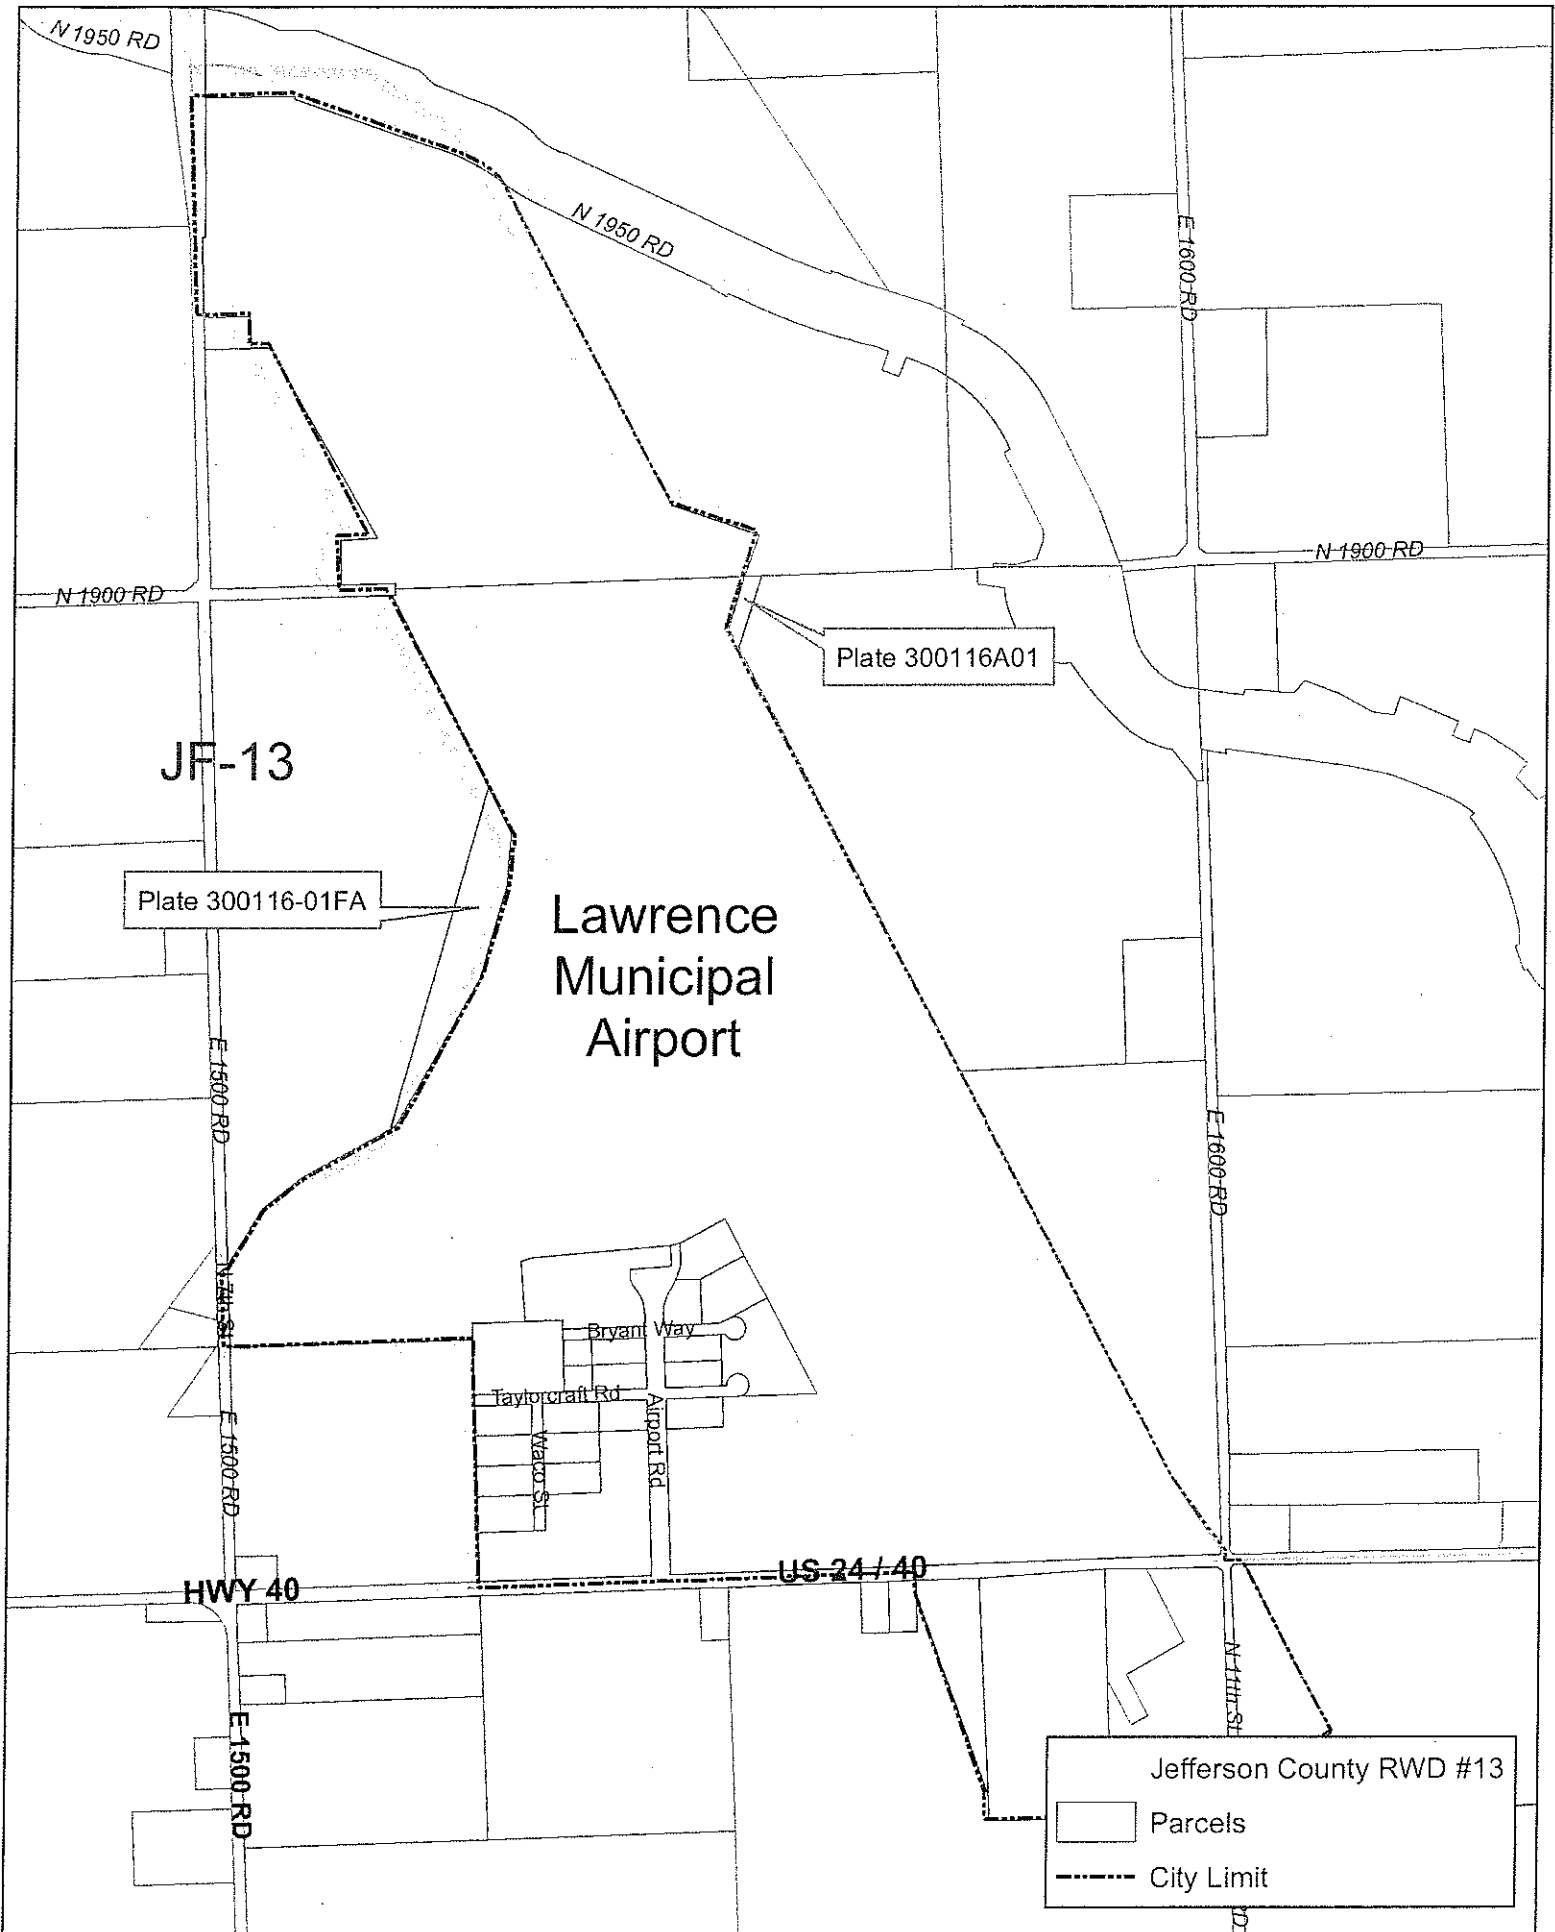 N 1950 RD
N 1950 RD
E 1600 RD
N 1900 RD
N 1900 RD
Plate 300116A01
JF-13
Plate 300116-01FA
Lawrence
Municipal
Airport
E 1500 RD
E 1600 RD
N 7th St
Bryant Way
Taylorcraft Rd
Airport Rd
Waco St
E 1500 RD
US 24 / 40
HWY 40
N 11th St
E 1500 RD
Jefferson County RWD #13
Parcels
City Limit
RD